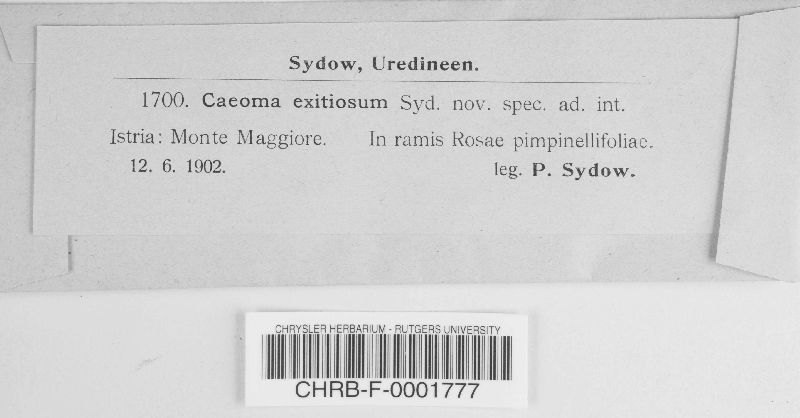 Sydow, Uredineen.
1700. Caeoma exitiosum Syd. nov. spec. ad. int.
Istria: Monte Maggiore. In ramis Rosae pimpinellifoliae.
12. 6. 1902. leg. P. Sydow.
CHRYSLER HERBARIUM - RUTGERS UNIVERSITY
CHRB-F-0001777